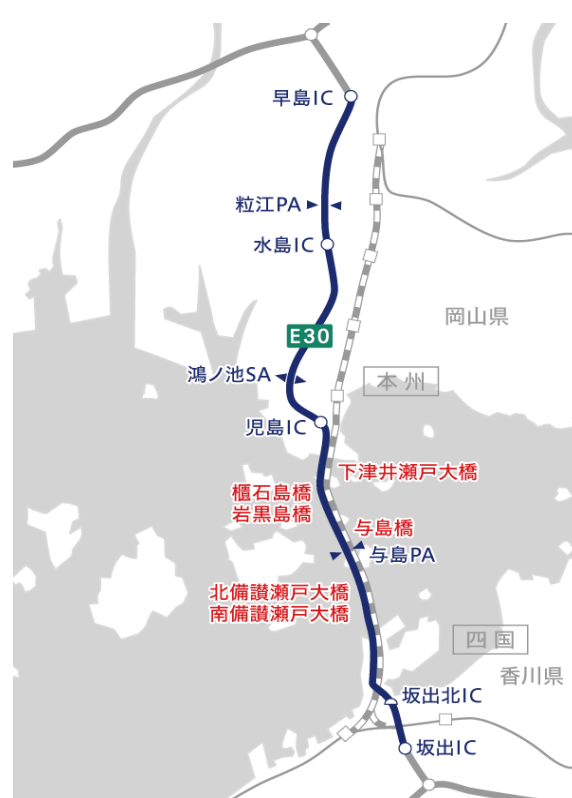 早島IC
粒江PA
水島IC
岡山県
E30
鴻ノ池SA
本州
児島IC
下津井瀬戸大橋
櫃石島橋
岩黒島橋
与島橋
与島PA
北備讃瀬戸大橋
南備讃瀬戸大橋
四国
香川県
坂出北IC
坂出IC